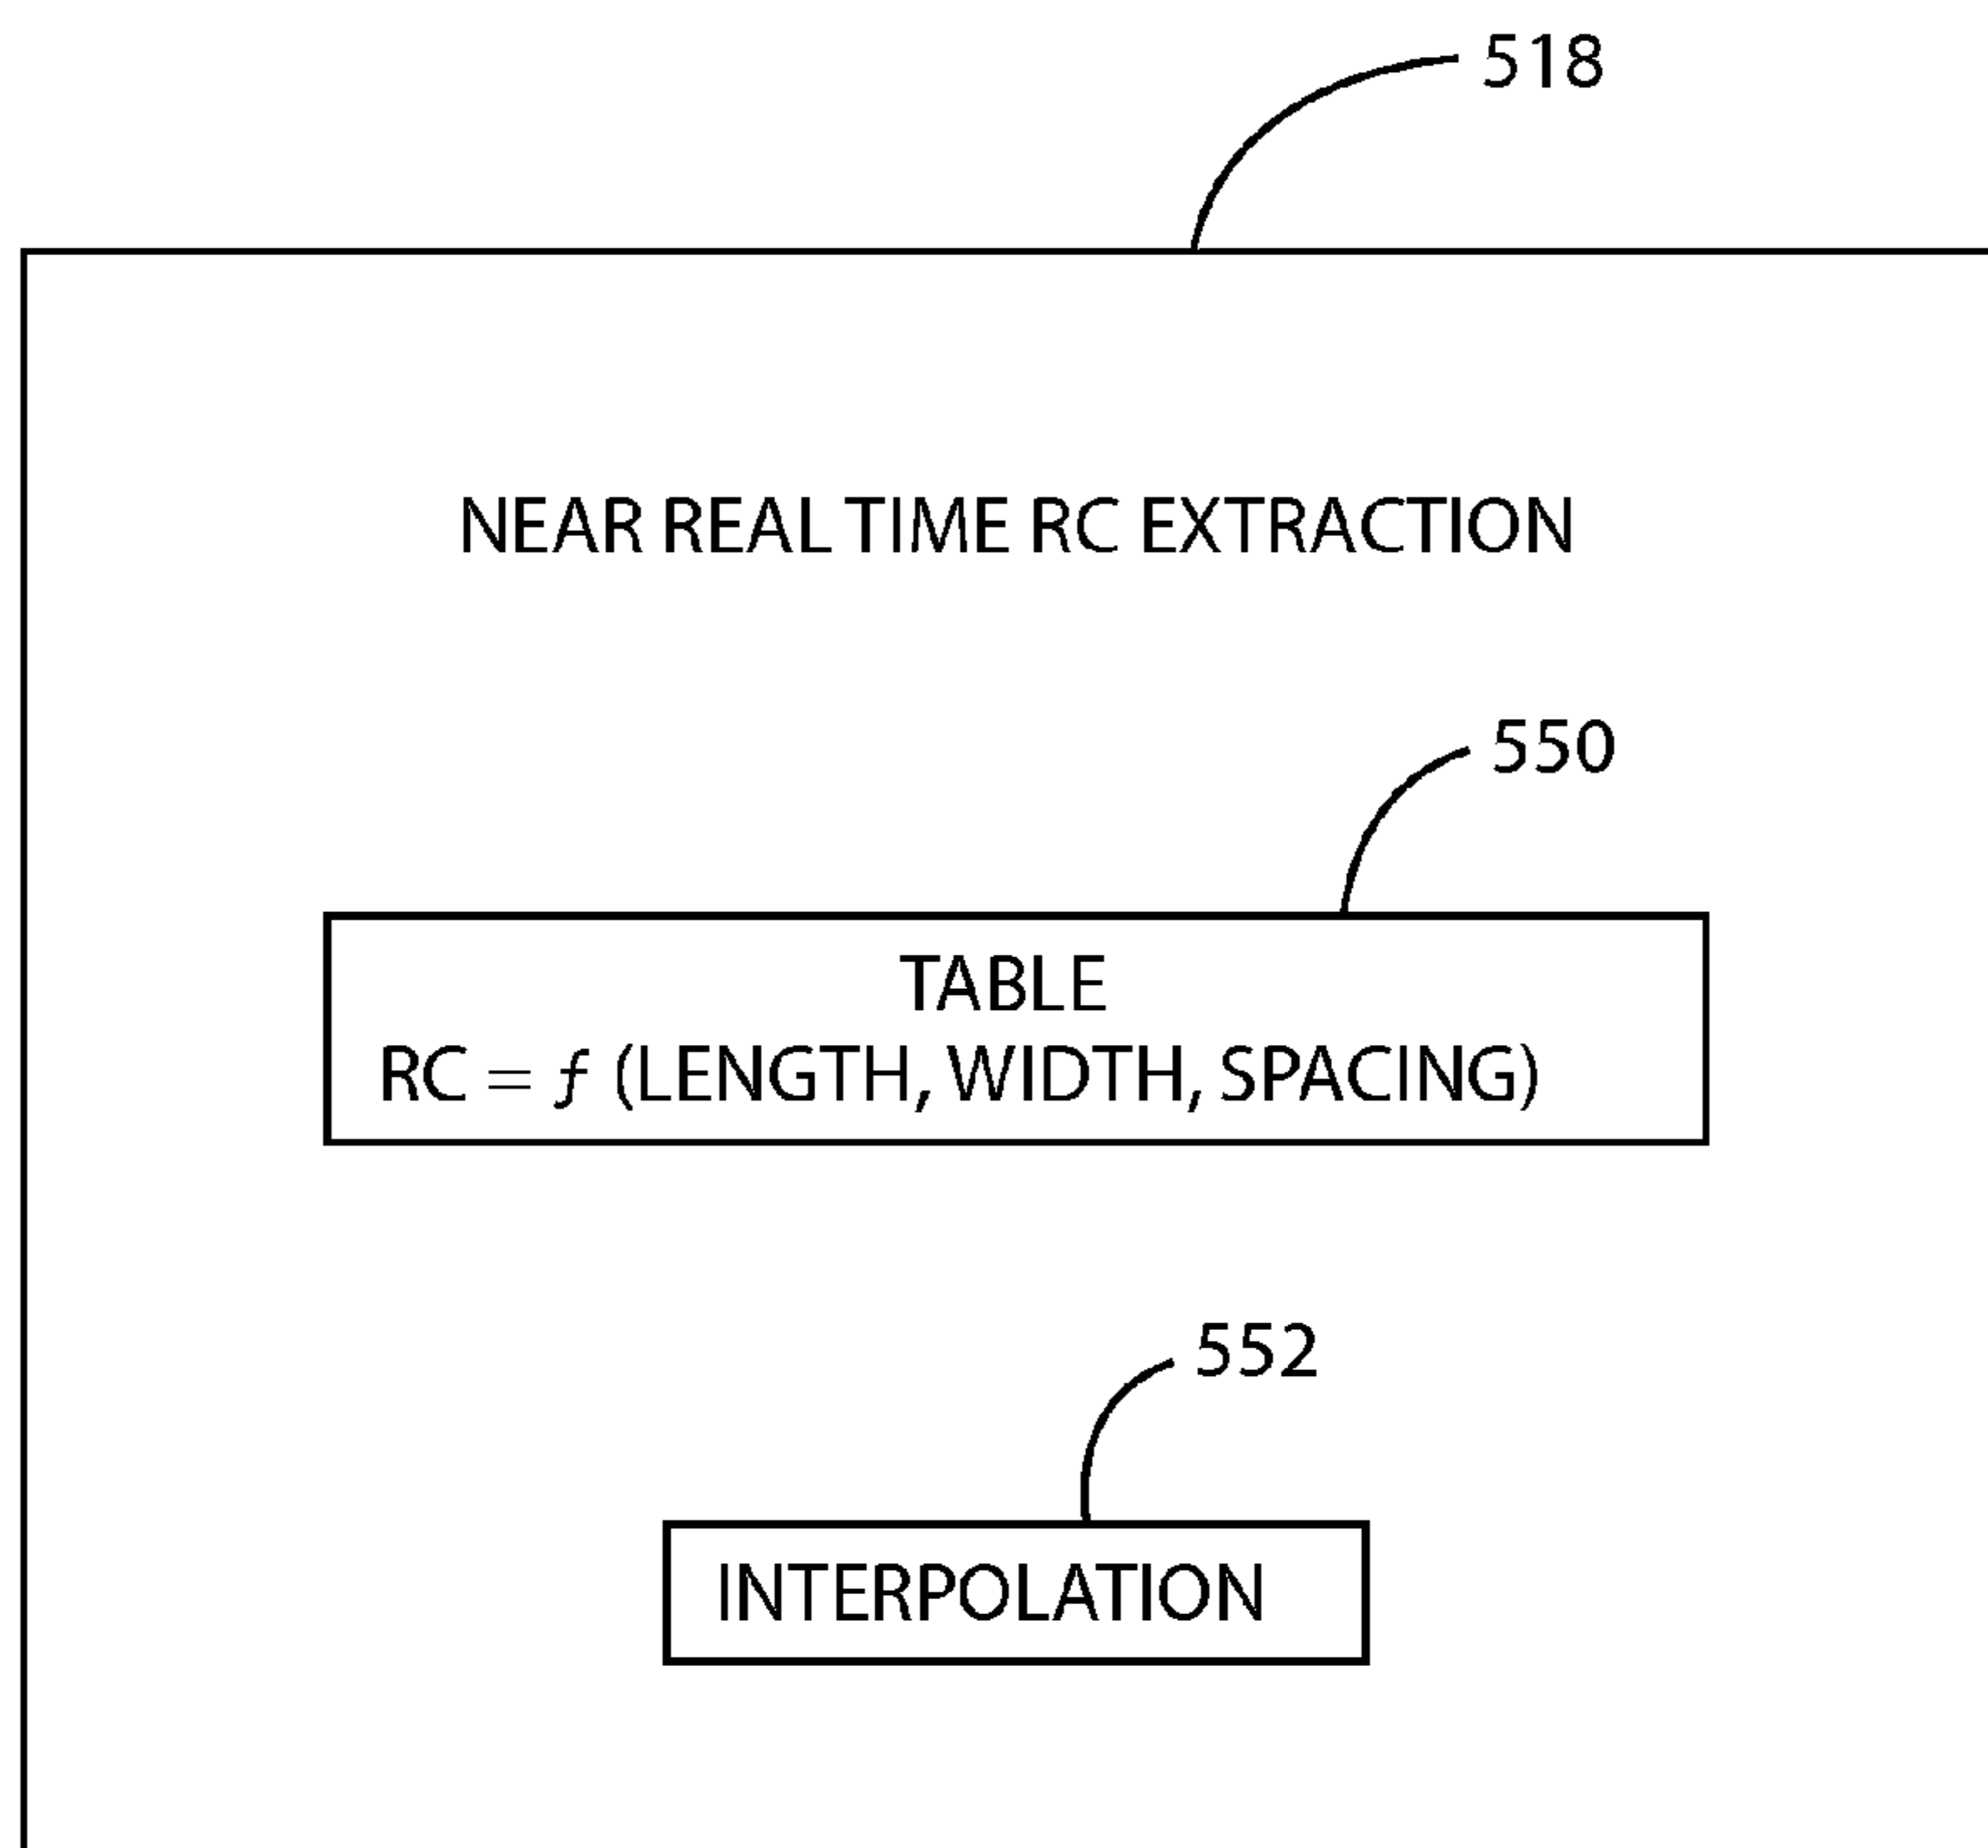 518
NEAR REAL TIME RC EXTRACTION
550
TABLE
RC = ƒ (LENGTH, WIDTH, SPACING)
552
INTERPOLATION